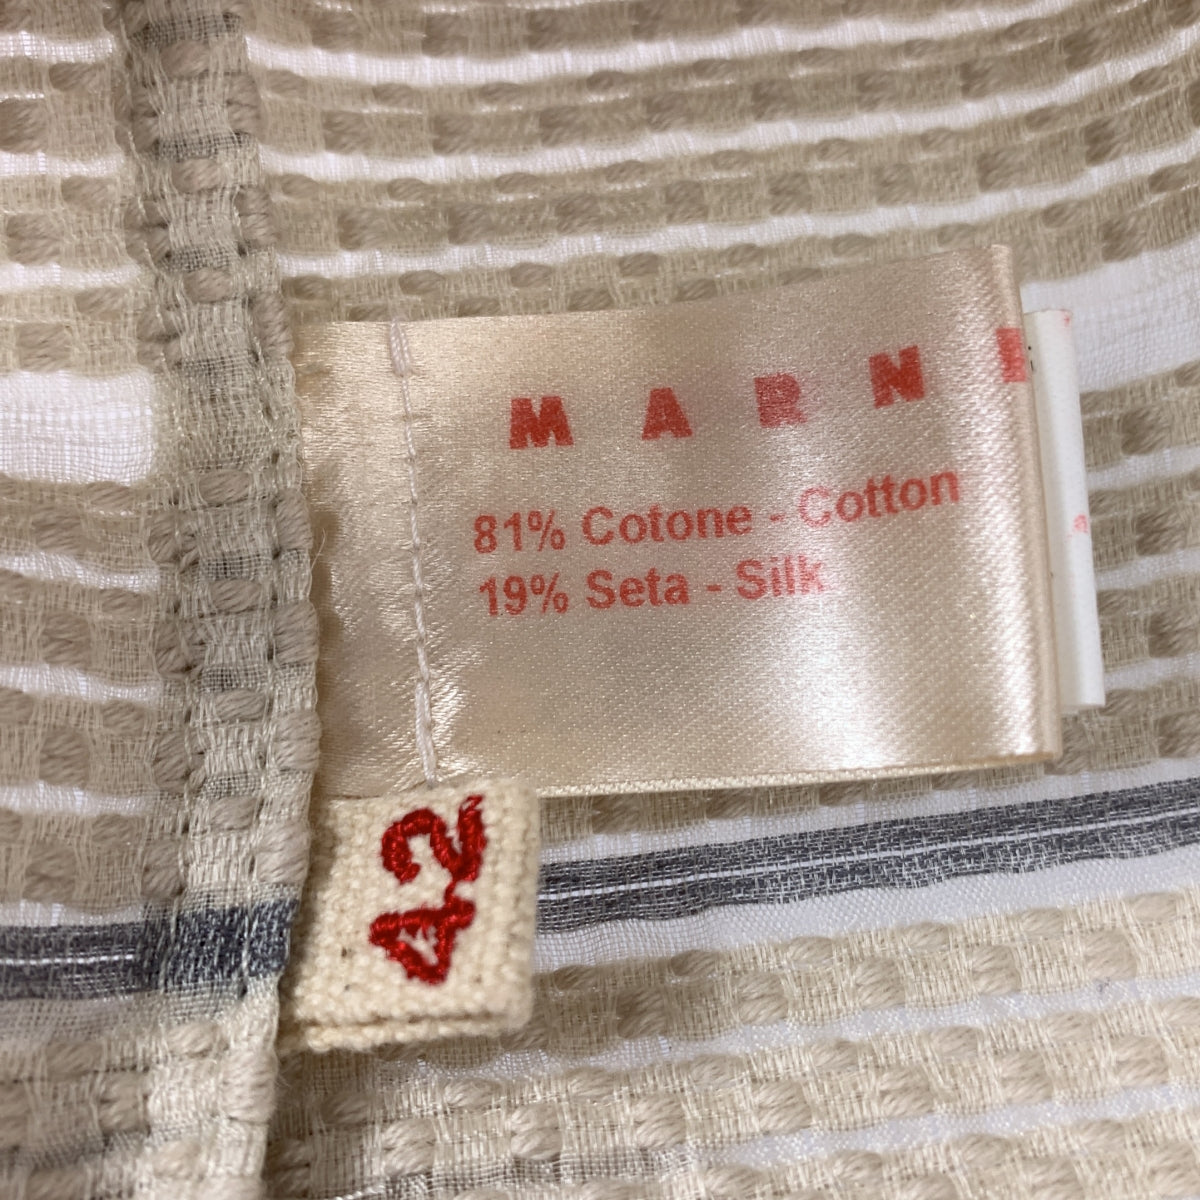 MARNI
81% Cotone - Cotton
19% Seta - Silk
42